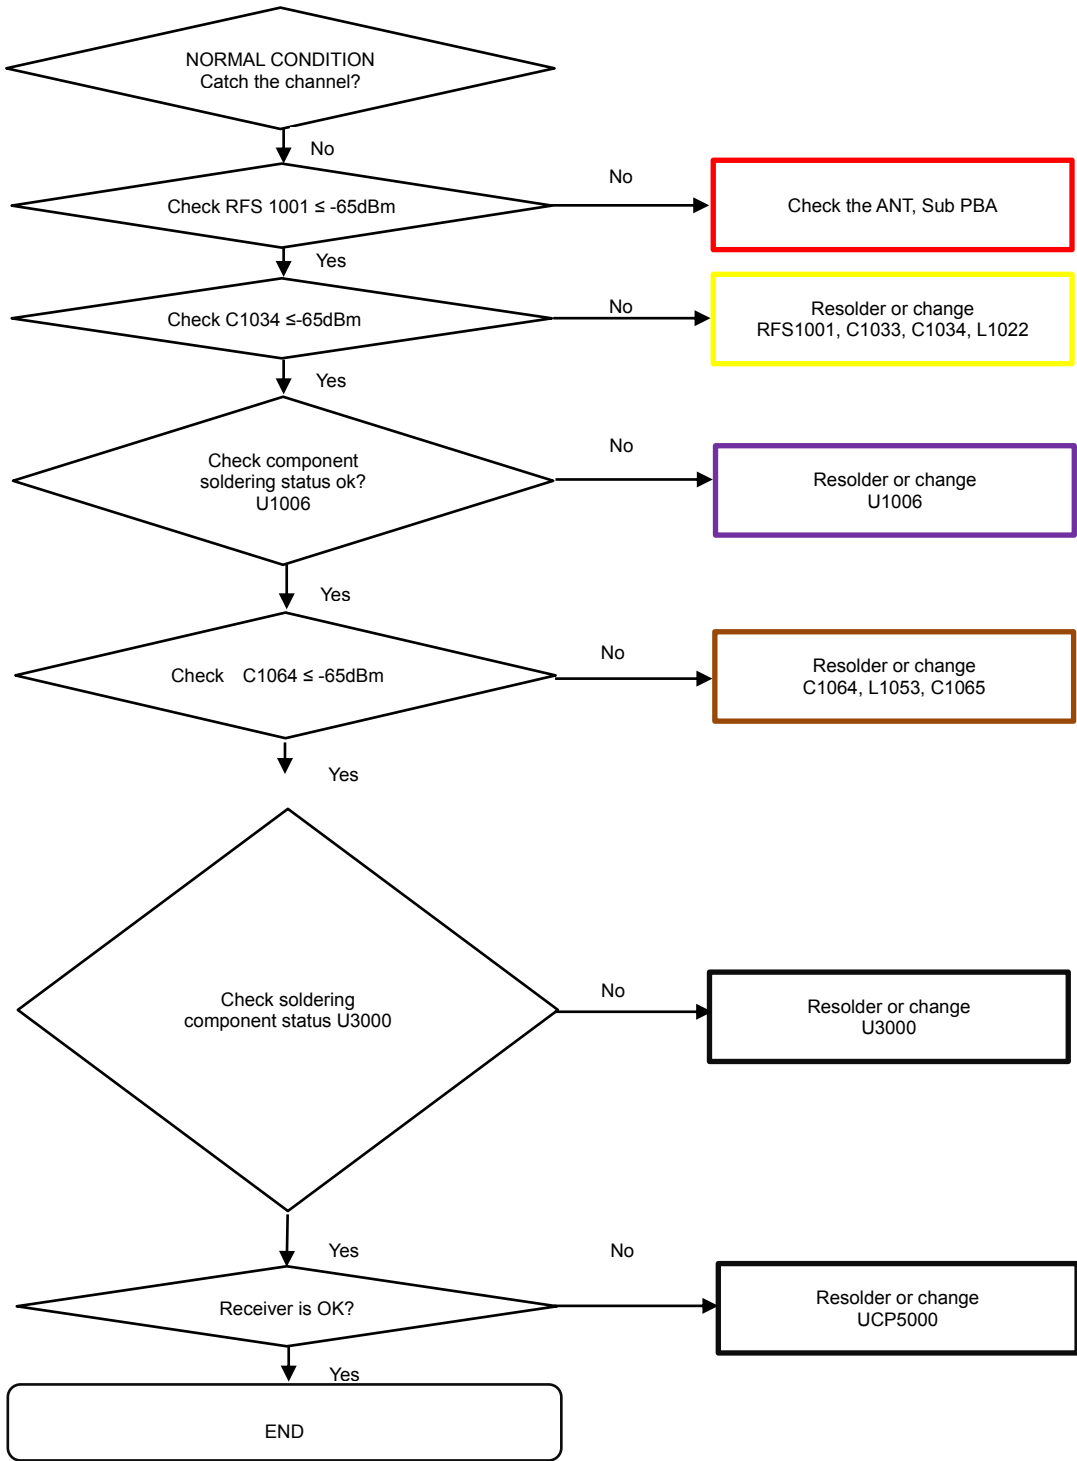 NORMAL CONDITION
Catch the channel?
No
Check RFS 1001 ≤ -65dBm
No
Check the ANT, Sub PBA
Yes
Check C1034 ≤-65dBm
No
Resolder or change
RFS1001, C1033, C1034, L1022
Yes
Check component
soldering status ok?
U1006
No
Resolder or change
U1006
Yes
Check C1064 ≤ -65dBm
No
Resolder or change
C1064, L1053, C1065
Yes
Check soldering
component status U3000
No
Resolder or change
U3000
Yes
Receiver is OK?
No
Resolder or change
UCP5000
Yes
END